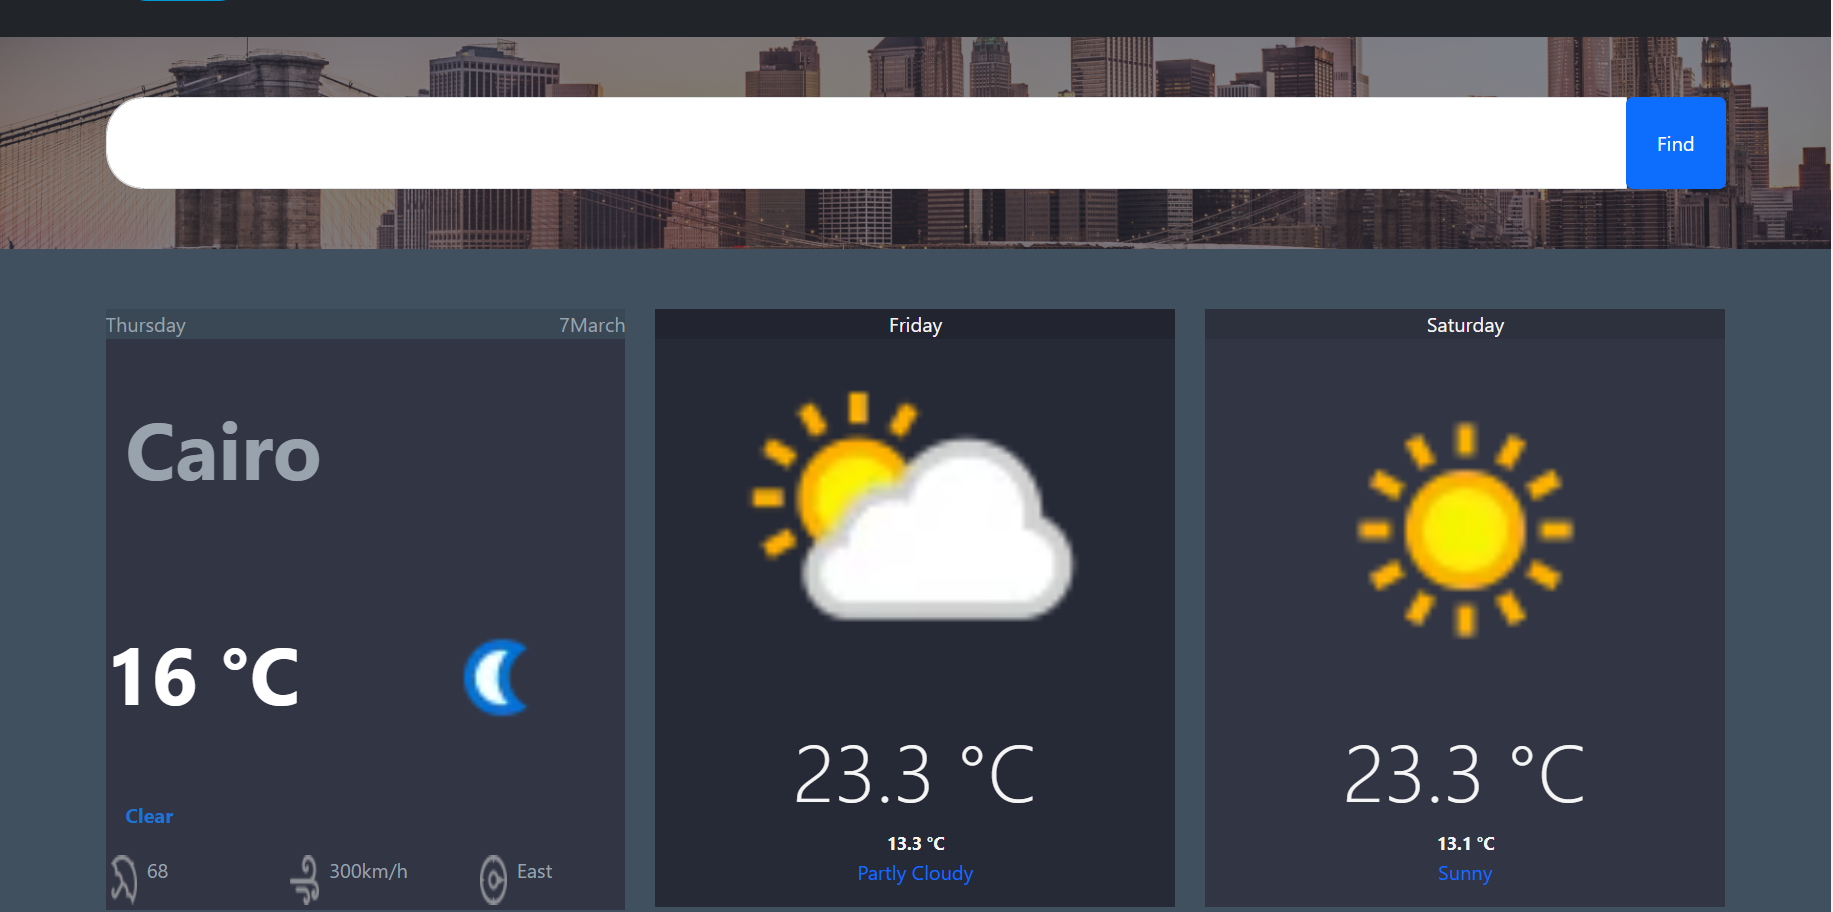 Find
Thursday 7March
Cairo
16 °C
Clear
68 300km/h East
Friday
23.3 °C
13.3 °C
Partly Cloudy
Saturday
23.3 °C
13.1 °C
Sunny